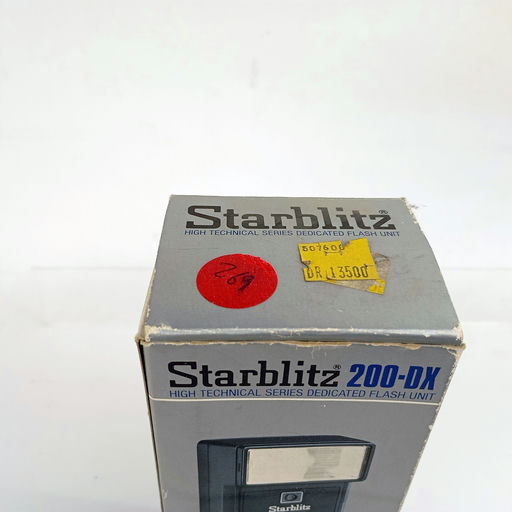 Starblitz®
HIGH TECHNICAL SERIES DEDICATED FLASH UNIT
507600
DR.13500
269
Starblitz® 200-DX
HIGH TECHNICAL SERIES DEDICATED FLASH UNIT
Starblitz